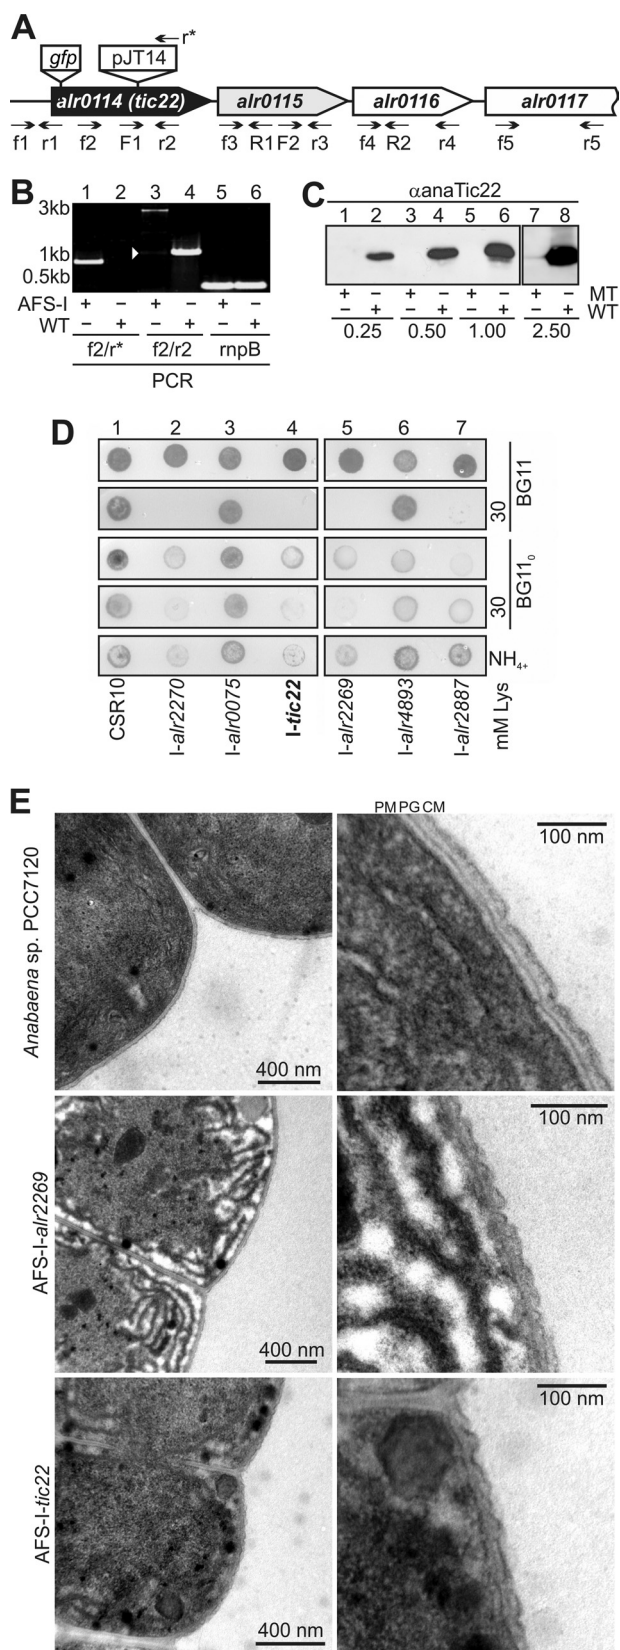 A
r*
gfp
pJT14
alr0114 (tic22)
alr0115
alr0116
alr0117
f1 r1 f2 F1 r2 f3 R1 F2 r3 f4 R2 r4 f5 r5
B
1 2 3 4 5 6
3kb
1kb
0.5kb
AFS-I + – + – + –
WT – + – + – +
f2/r* f2/r2 rnpB
PCR
C
αanaTic22
1 2 3 4 5 6 7 8
+ – + – + – + – MT
– + – + – + – + WT
0.25 0.50 1.00 2.50
D
1 2 3 4 5 6 7
BG11
30
BG11₀
30
NH₄₊
CSR10
I-alr2270
I-alr0075
I-tic22
I-alr2269
I-alr4893
I-alr2887
mM Lys
E
PM PG CM
100 nm
Anabaena sp. PCC7120
400 nm
100 nm
AFS-I-alr2269
400 nm
100 nm
AFS-I-tic22
400 nm